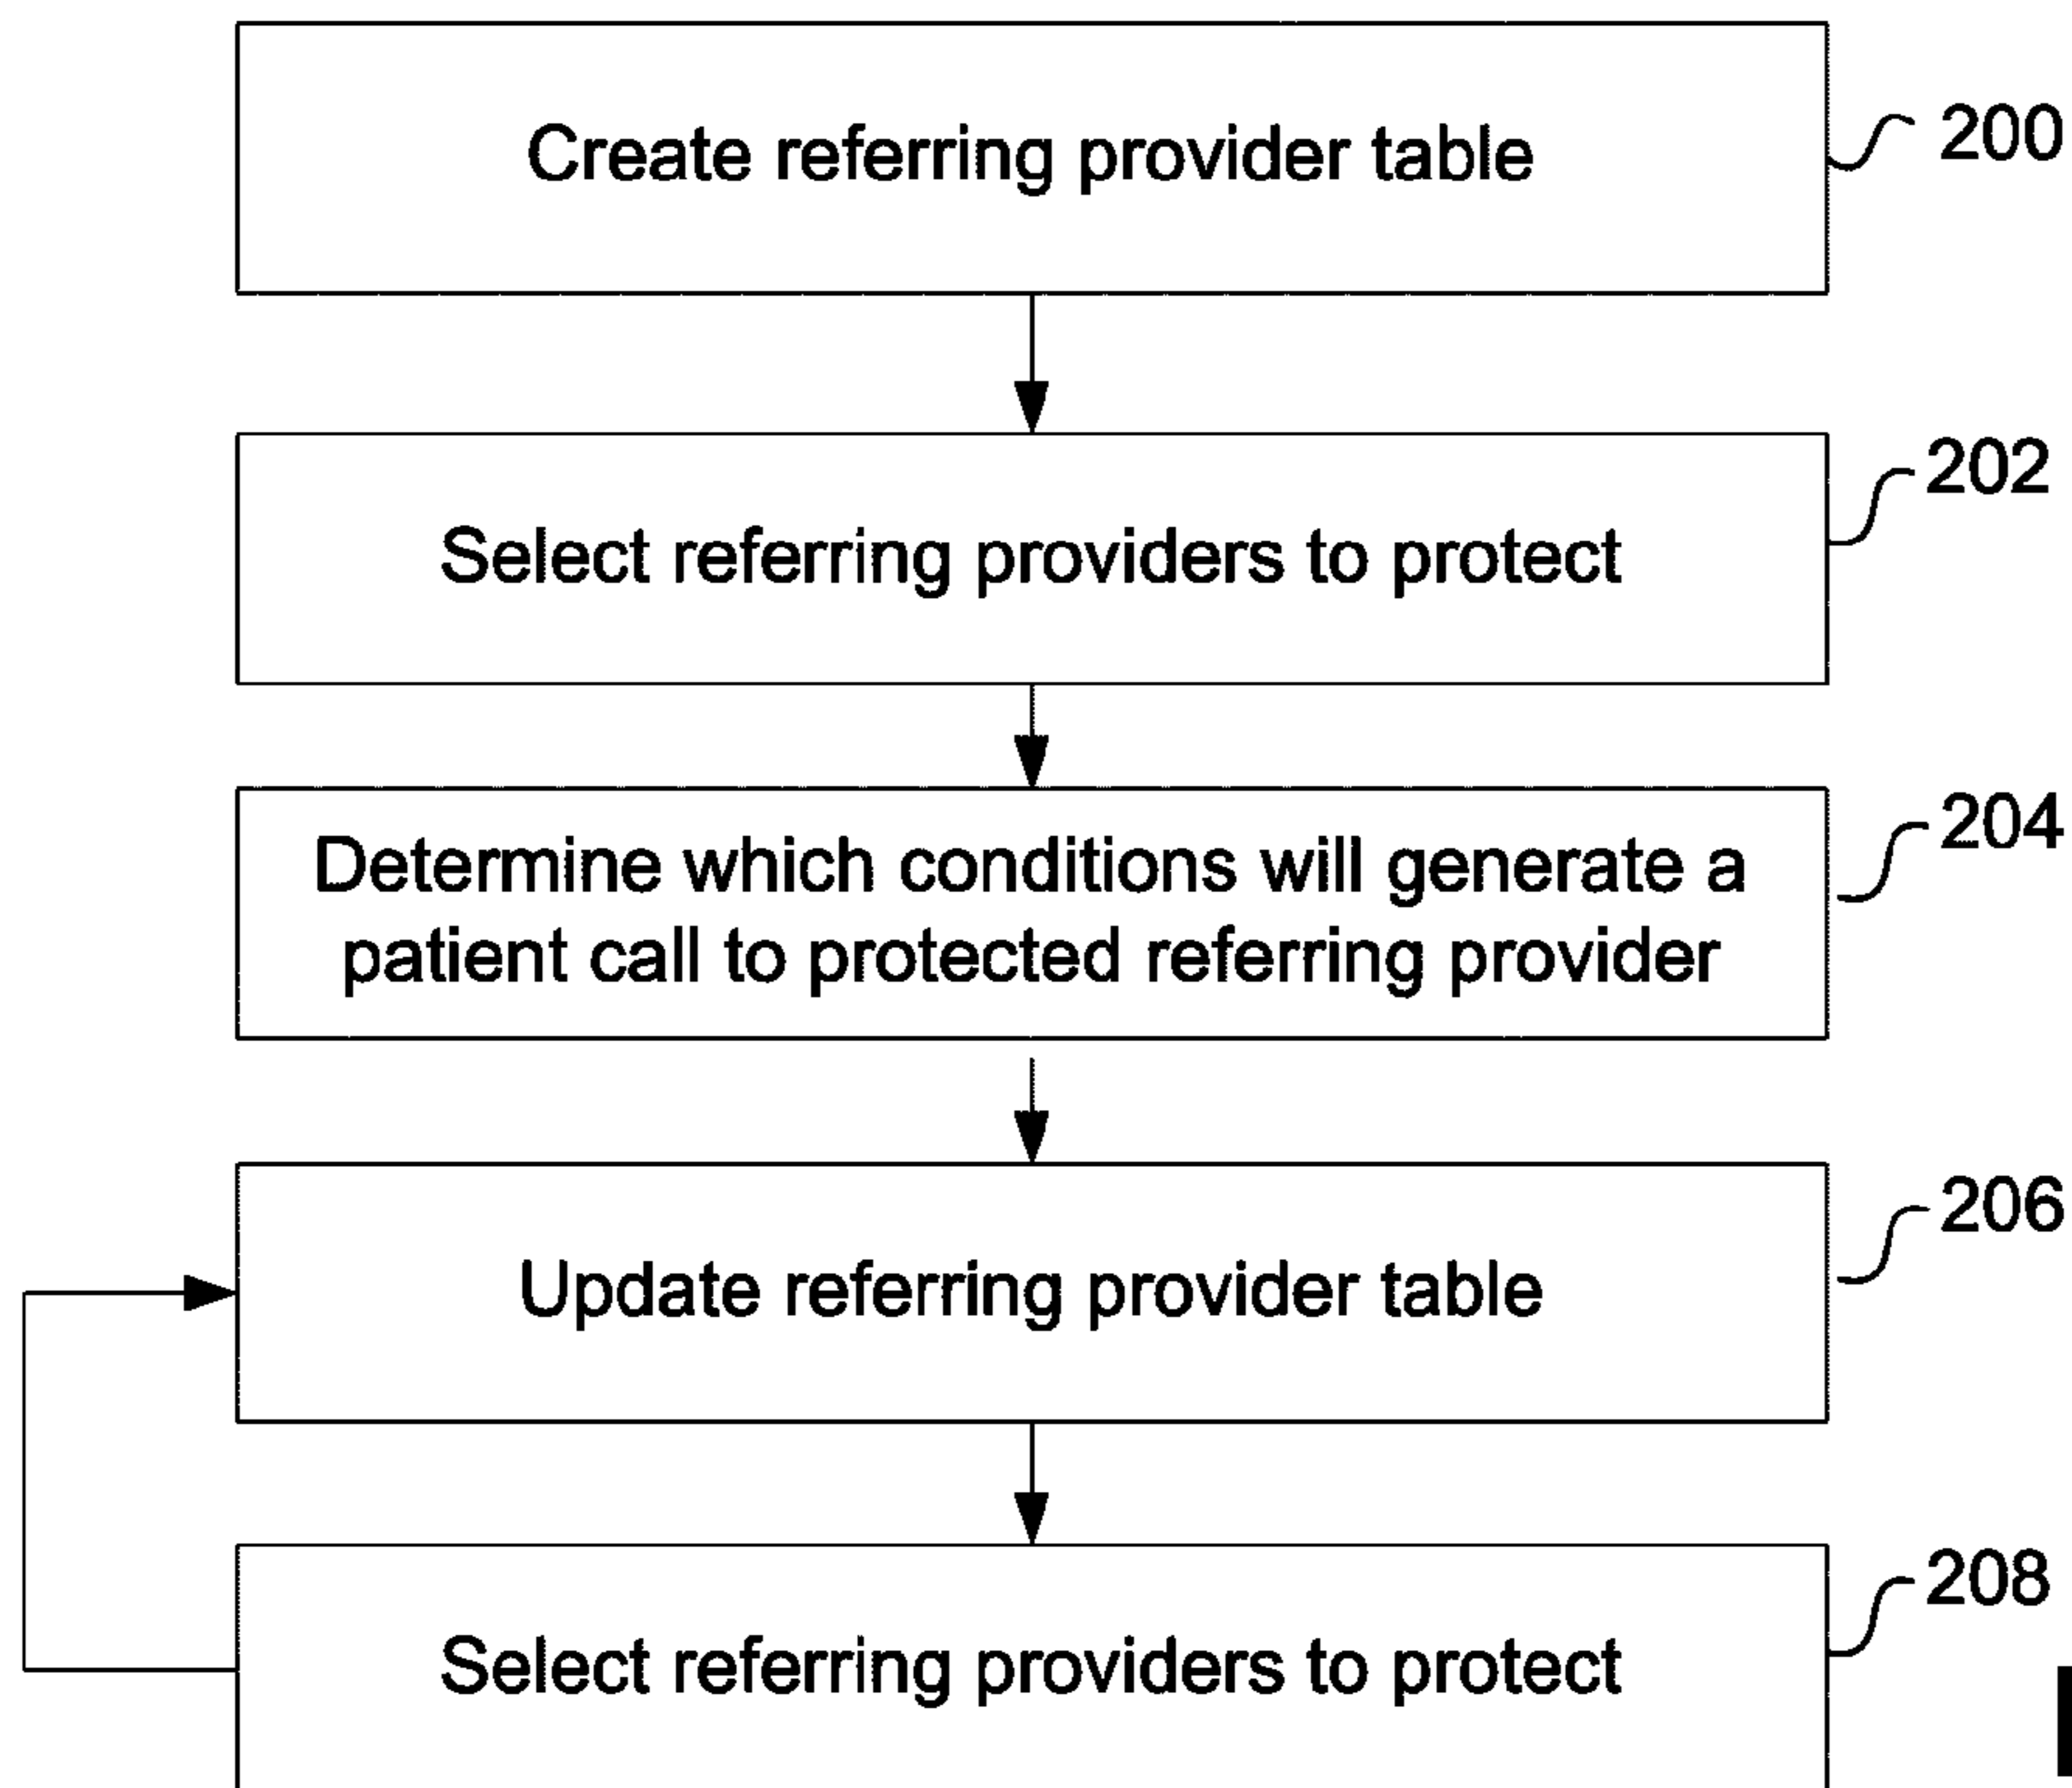 Create referring provider table
200
Select referring providers to protect
202
Determine which conditions will generate a
patient call to protected referring provider
204
Update referring provider table
206
Select referring providers to protect
208